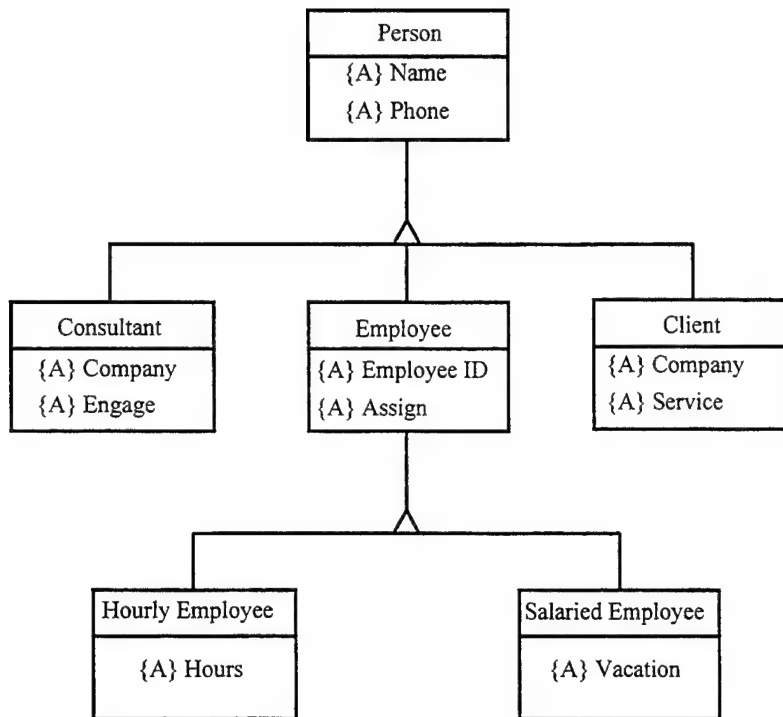 Person
{A} Name
{A} Phone
Consultant
{A} Company
{A} Engage
Employee
{A} Employee ID
{A} Assign
Client
{A} Company
{A} Service
Hourly Employee
{A} Hours
Salaried Employee
{A} Vacation